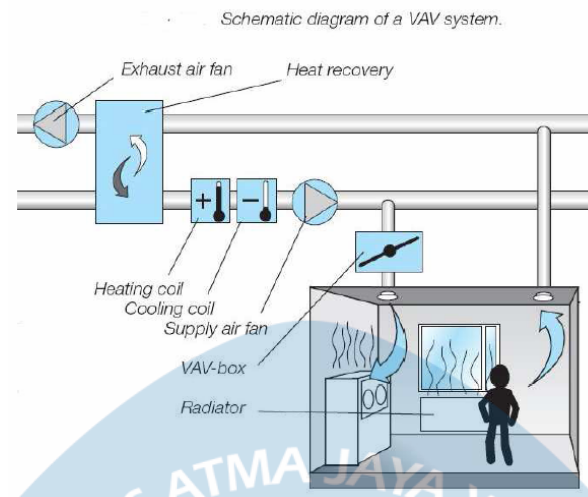 Schematic diagram of a VAV system.
Exhaust air fan
Heat recovery
Heating coil
Cooling coil
Supply air fan
VAV-box
Radiator
S ATMA JAYA Y